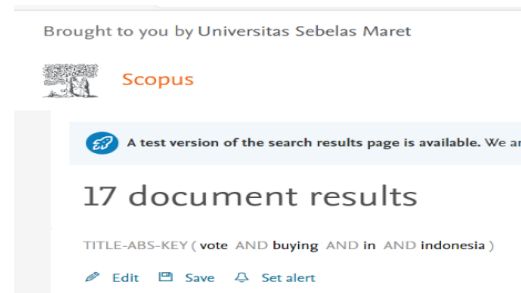 Brought to you by Universitas Sebelas Maret
Scopus
A test version of the search results page is available. We
17 document results
TITLE-ABS-KEY ( vote AND buying AND in AND indonesia )
Edit Save Set alert